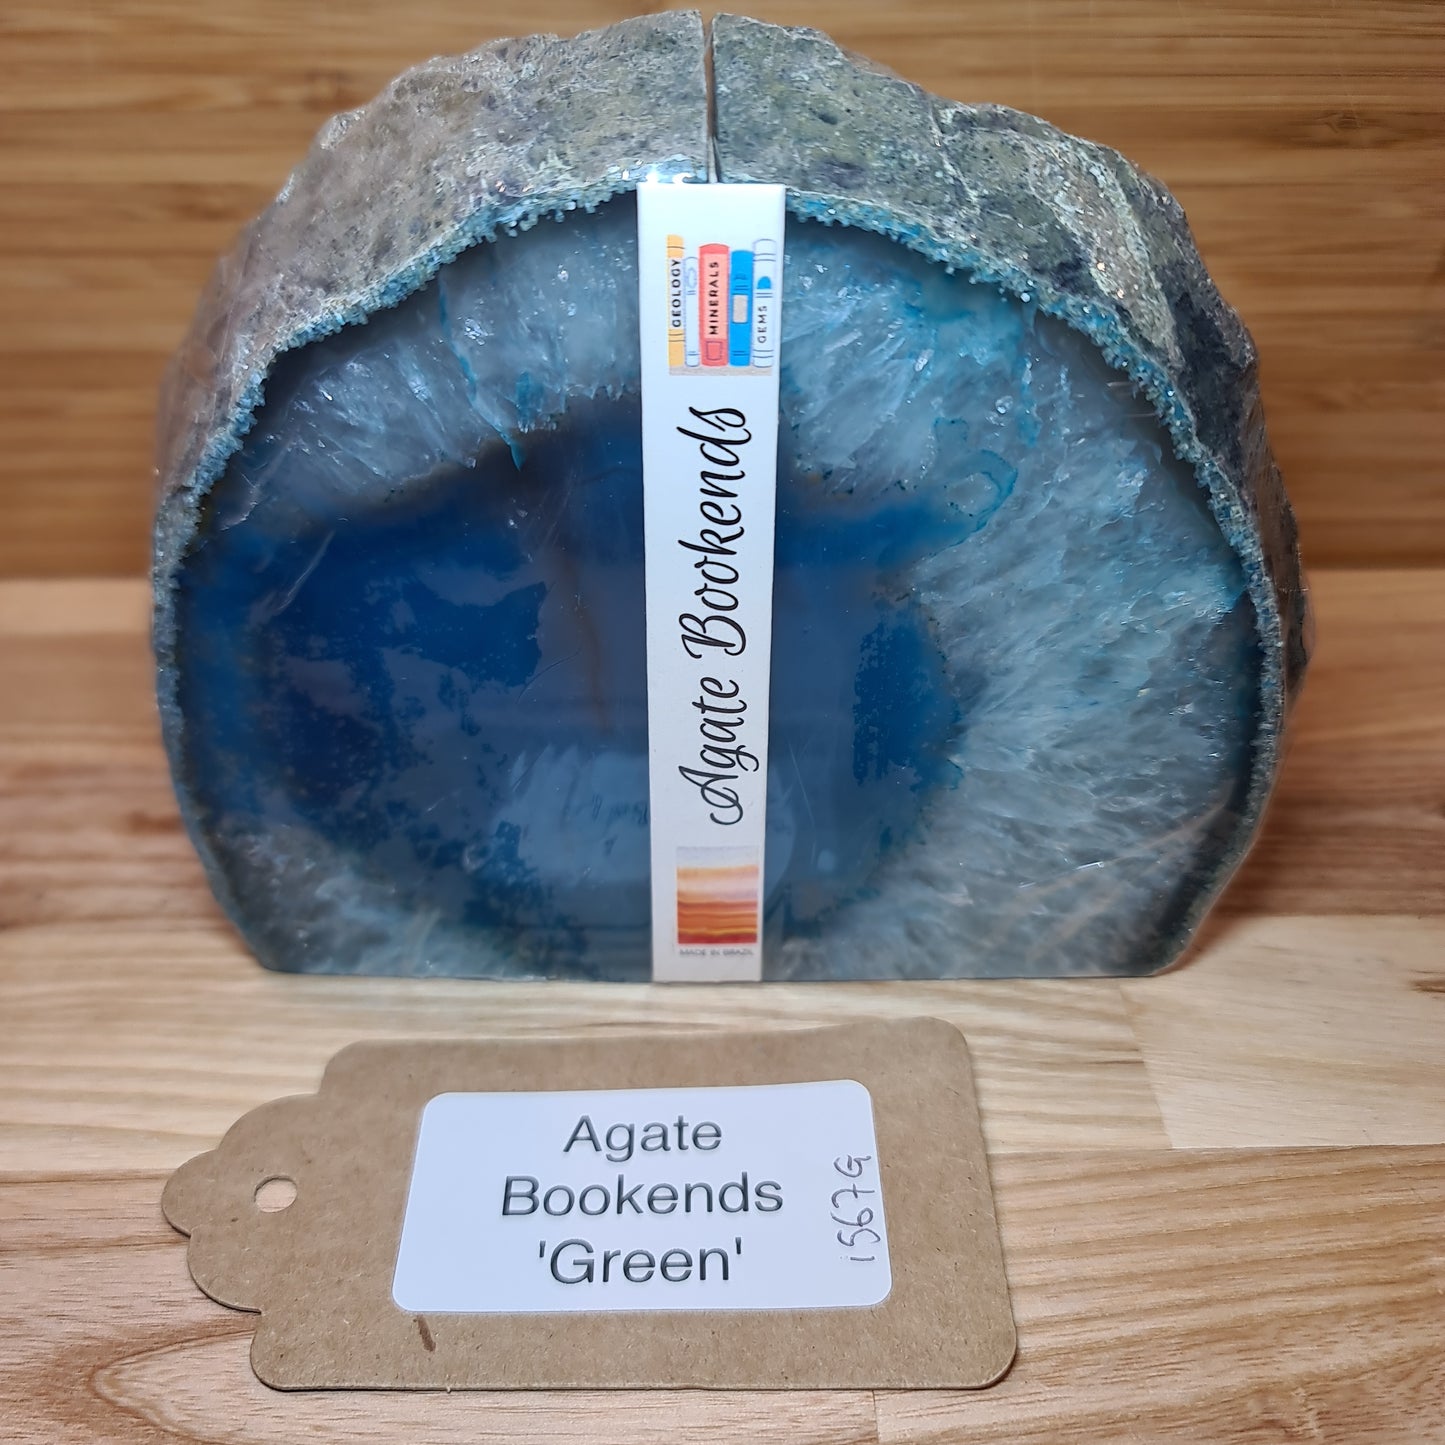 GEOLOGY
MINERALS
GEMS
Agate Bookends
MADE IN BRAZIL
Agate
Bookends
'Green'
1567G